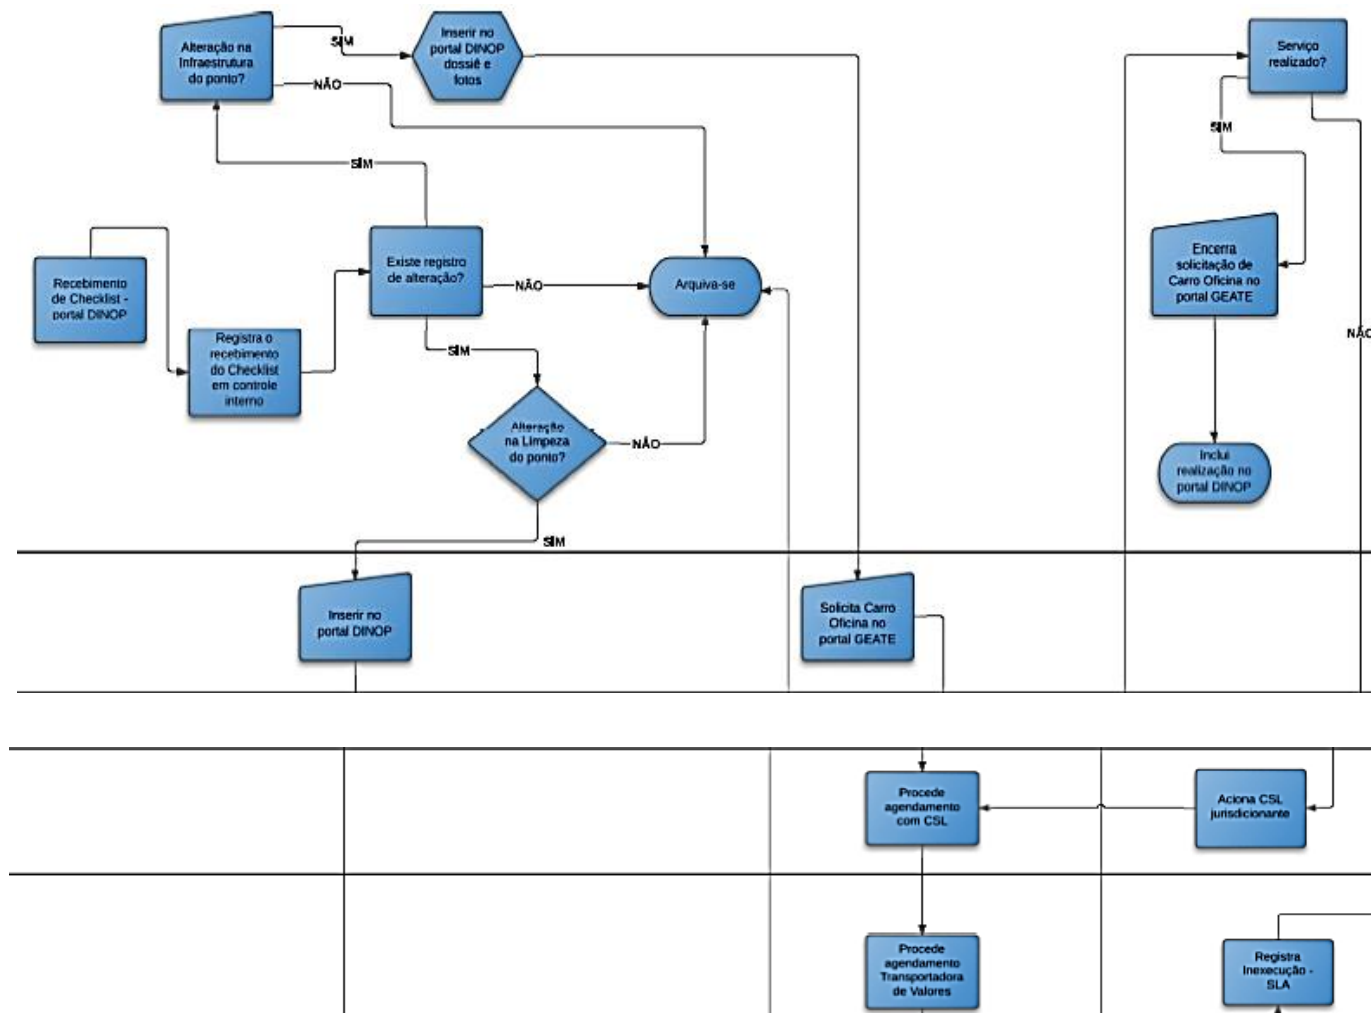 Alteração na
Infraestrutura
do ponto?
SIM
Inserir no
portal DINOP
dossiê e
fotos
NÃO
Serviço
realizado?
SIM
NÃO
SIM
Recebimento
de Checklist -
portal DINOP
Registra o
recebimento
do Checklist
em controle
interno
Existe registro
de alteração?
NÃO
Arquiva-se
SIM
Alteração
na Limpeza
do ponto?
NÃO
SIM
Encerra
solicitação de
Carro Oficina no
portal GEATE
Inclui
realização no
portal DINOP
Inserir no
portal DINOP
Solicita Carro
Oficina no
portal GEATE
Procede
agendamento
com CSL
Aciona CSL
jurisdicionante
Procede
agendamento
Transportadora
de Valores
Registra
Inexecução -
SLA